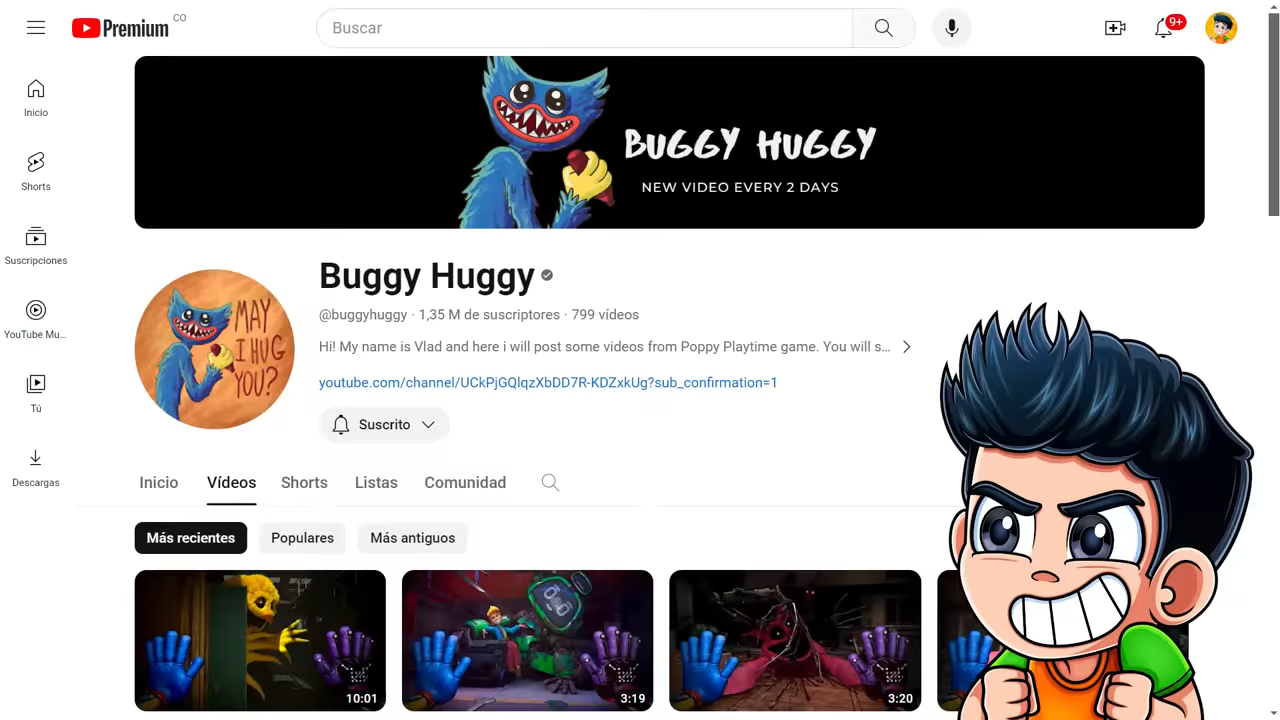 Premium CO
Buscar
9+
Inicio
Shorts
Suscripciones
YouTube Mu...
Tú
Descargas
BUGGY HUGGY
NEW VIDEO EVERY 2 DAYS
MAY
I HUG
YOU?
Buggy Huggy
@buggyhuggy · 1,35 M de suscriptores · 799 vídeos
Hi! My name is Vlad and here i will post some videos from Poppy Playtime game. You will s...
youtube.com/channel/UCkPjGQlqzXbDD7R-KDZxkUg?sub_confirmation=1
Suscrito
Inicio Vídeos Shorts Listas Comunidad
Más recientes Populares Más antiguos
10:01 3:19 3:20